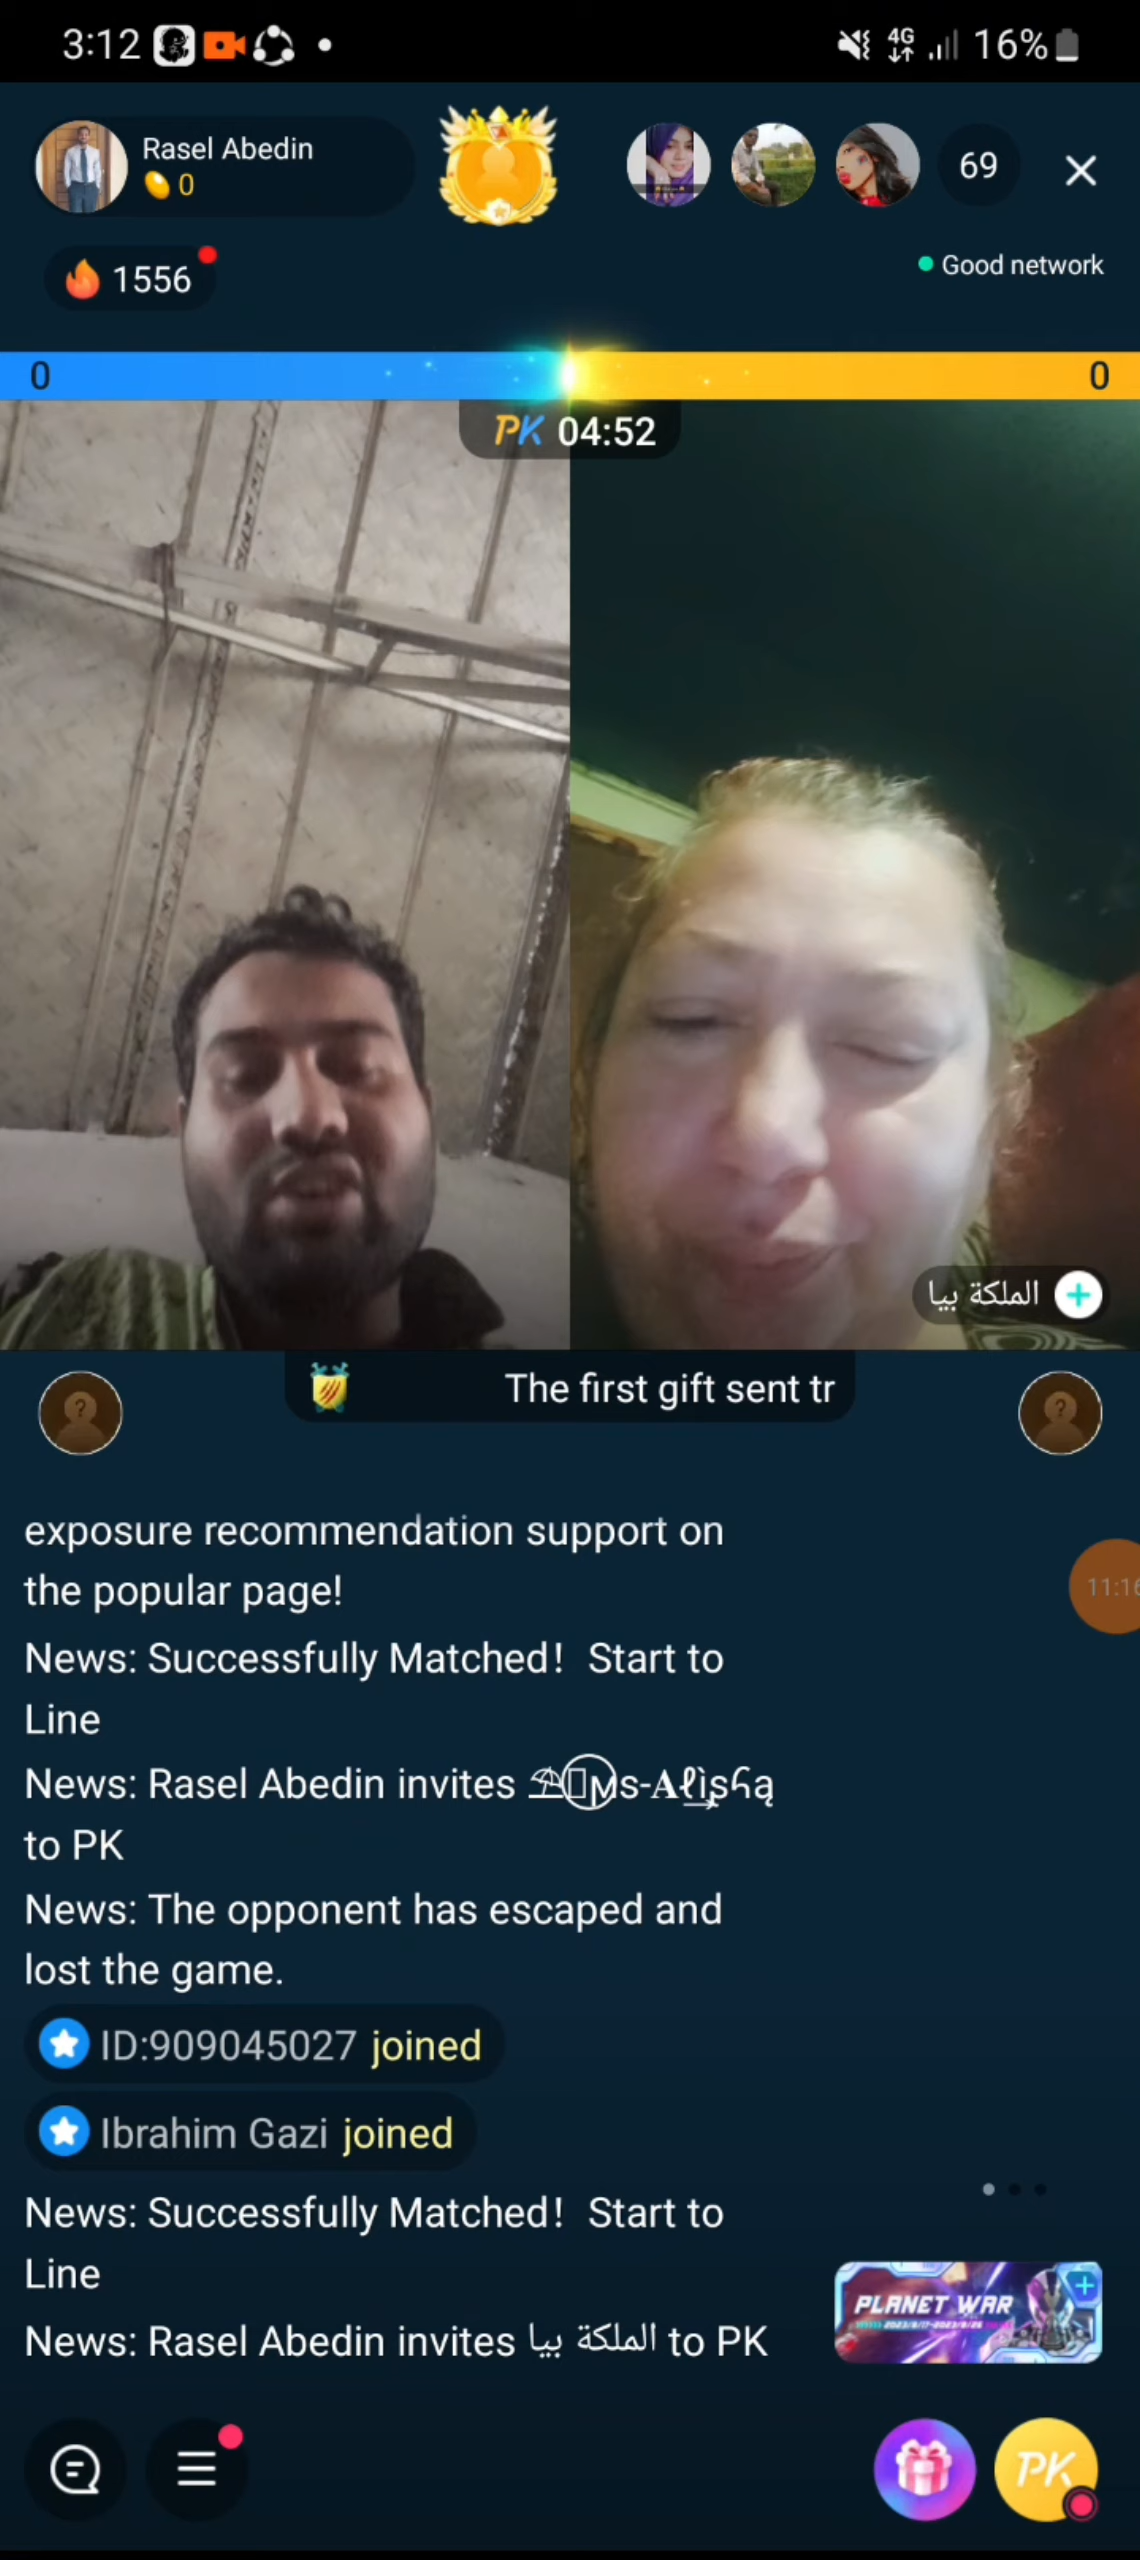 3:12
4G
16%
Rasel Abedin
0
69
1556
Good network
0
0
PK 04:52
الملكة بيا
The first gift sent tr
exposure recommendation support on
the popular page!
11:16
News: Successfully Matched! Start to
Line
News: Rasel Abedin invites
to PK
News: The opponent has escaped and
lost the game.
ID:909045027 joined
Ibrahim Gazi joined
News: Successfully Matched! Start to
Line
PLANET WAR
News: Rasel Abedin invites الملكة بيا to PK
PK